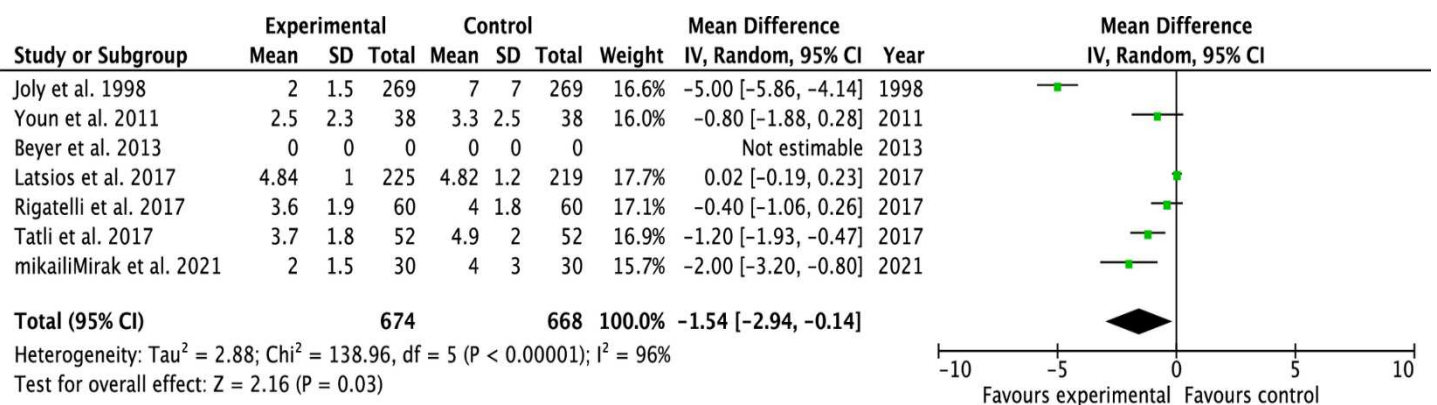 Experimental Control Mean Difference Mean Difference
Study or Subgroup Mean SD Total Mean SD Total Weight IV, Random, 95% CI Year IV, Random, 95% CI
Joly et al. 1998 2 1.5 269 7 7 269 16.6% −5.00 [−5.86, −4.14] 1998
Youn et al. 2011 2.5 2.3 38 3.3 2.5 38 16.0% −0.80 [−1.88, 0.28] 2011
Beyer et al. 2013 0 0 0 0 0 0 Not estimable 2013
Latsios et al. 2017 4.84 1 225 4.82 1.2 219 17.7% 0.02 [−0.19, 0.23] 2017
Rigatelli et al. 2017 3.6 1.9 60 4 1.8 60 17.1% −0.40 [−1.06, 0.26] 2017
Tatli et al. 2017 3.7 1.8 52 4.9 2 52 16.9% −1.20 [−1.93, −0.47] 2017
mikailiMirak et al. 2021 2 1.5 30 4 3 30 15.7% −2.00 [−3.20, −0.80] 2021
Total (95% CI) 674 668 100.0% −1.54 [−2.94, −0.14]
Heterogeneity: Tau² = 2.88; Chi² = 138.96, df = 5 (P < 0.00001); I² = 96%
Test for overall effect: Z = 2.16 (P = 0.03)
−10 −5 0 5 10
Favours experimental Favours control